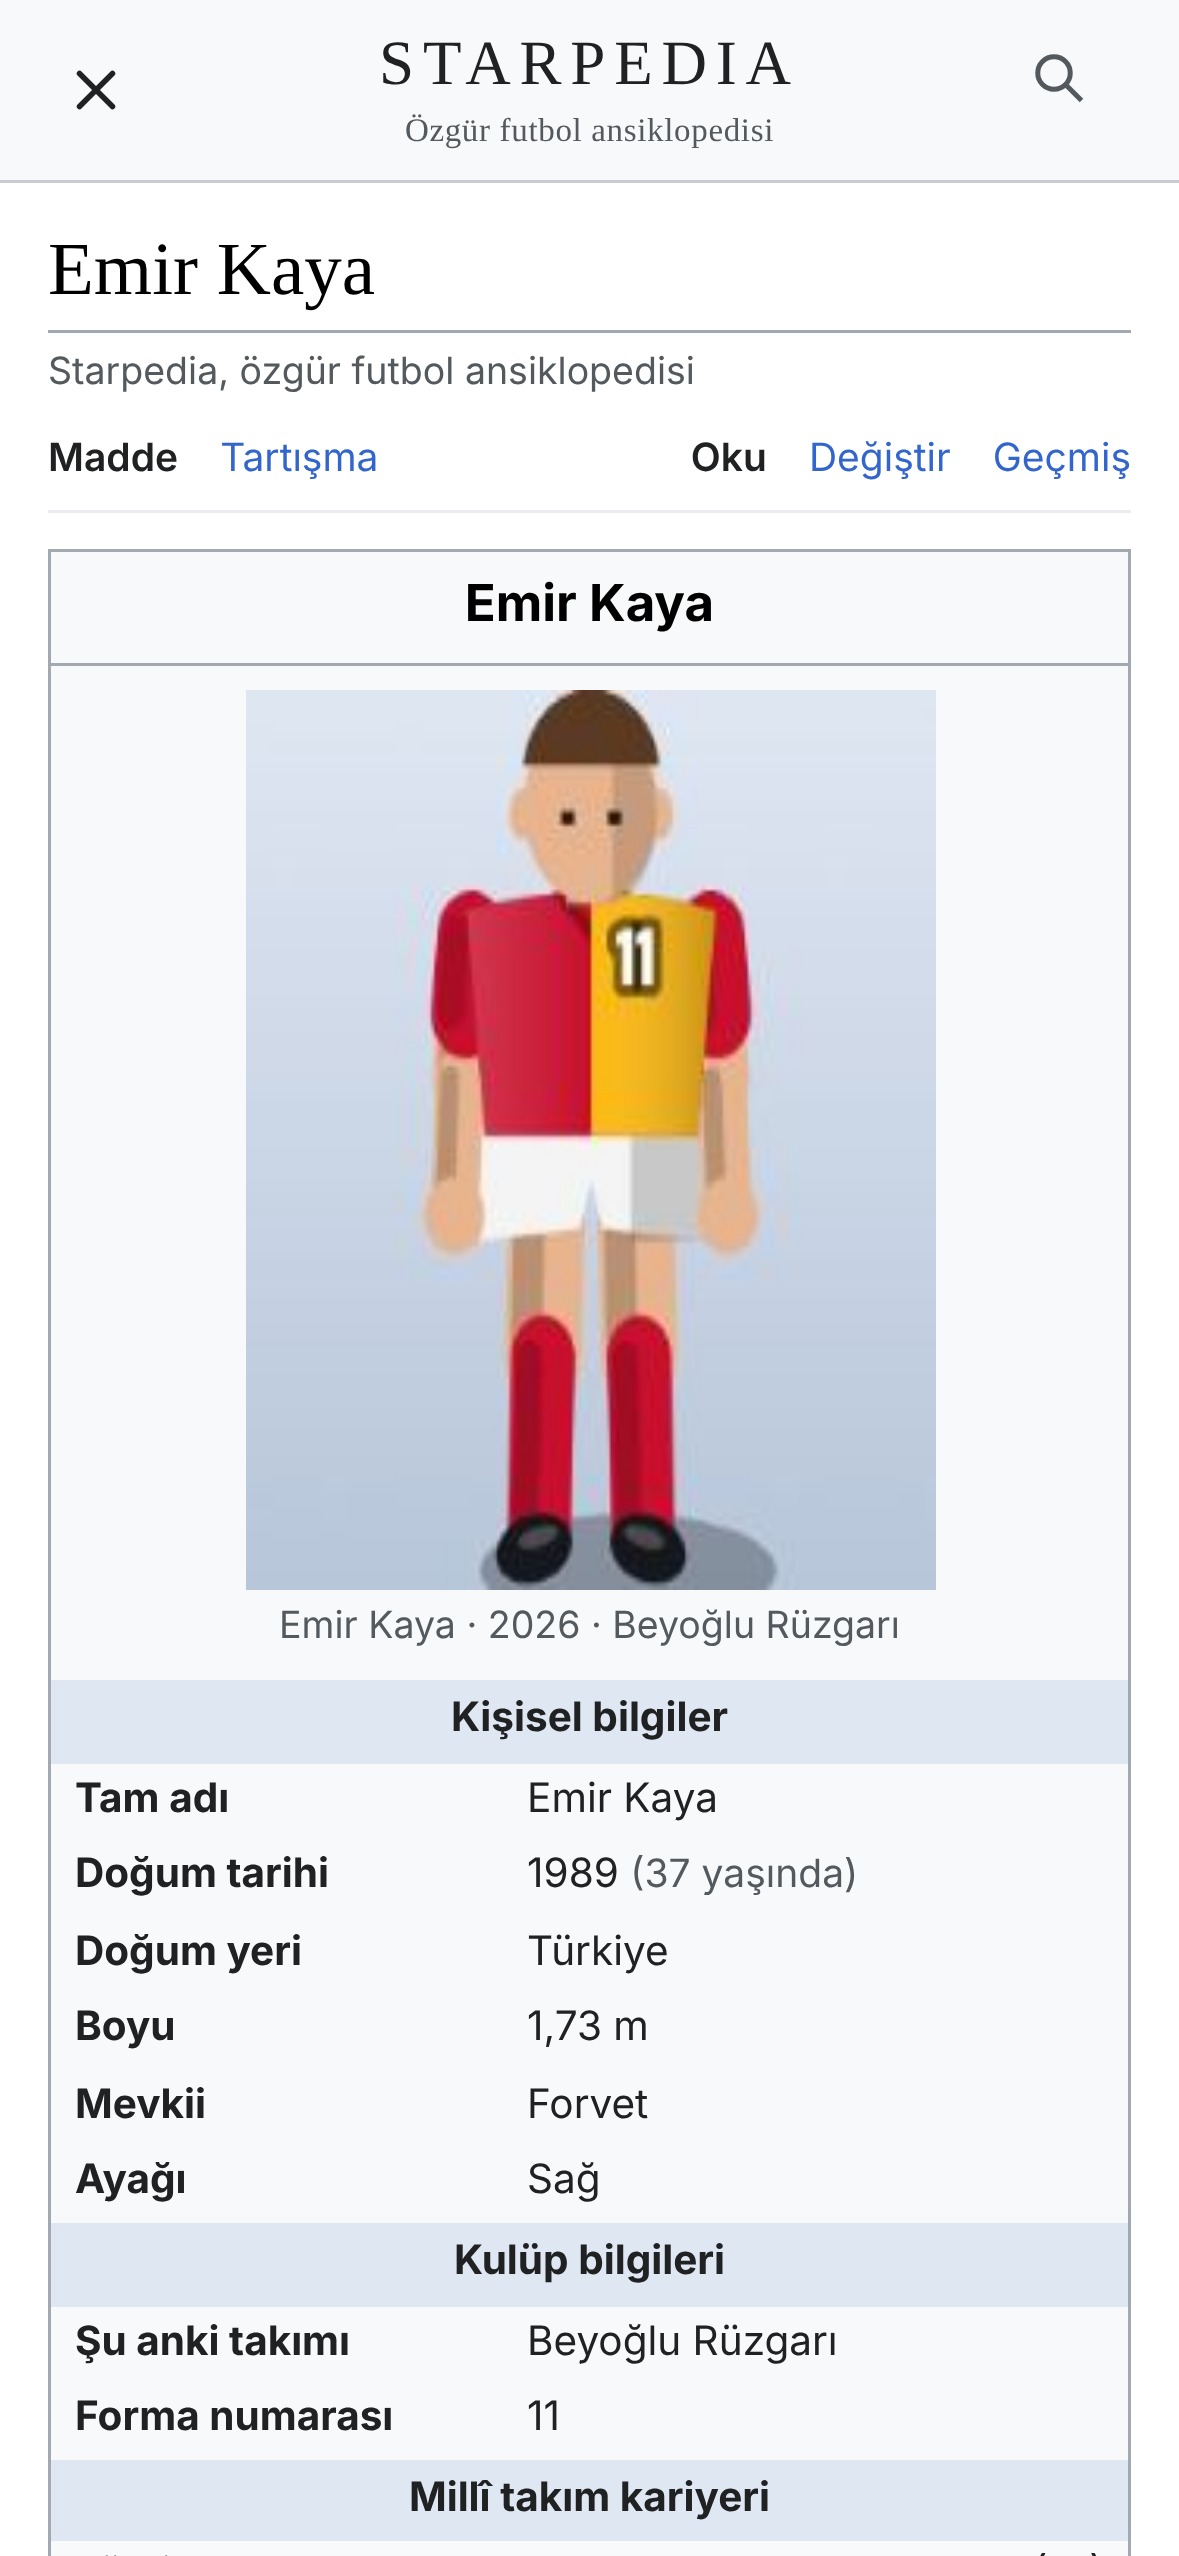 STARPEDIA
Özgür futbol ansiklopedisi
Emir Kaya
Starpedia, özgür futbol ansiklopedisi
Madde Tartışma Oku Değiştir Geçmiş
Emir Kaya
11
Emir Kaya · 2026 · Beyoğlu Rüzgarı
Kişisel bilgiler
Tam adı Emir Kaya
Doğum tarihi 1989 (37 yaşında)
Doğum yeri Türkiye
Boyu 1,73 m
Mevkii Forvet
Ayağı Sağ
Kulüp bilgileri
Şu anki takımı Beyoğlu Rüzgarı
Forma numarası 11
Millî takım kariyeri